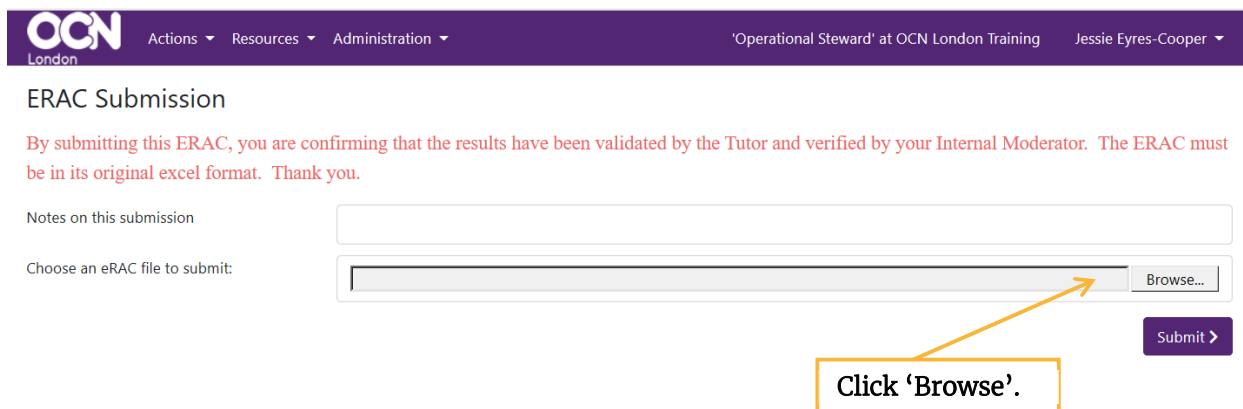 OCN
London
Actions Resources Administration 'Operational Steward' at OCN London Training Jessie Eyres-Cooper
ERAC Submission
By submitting this ERAC, you are confirming that the results have been validated by the Tutor and verified by your Internal Moderator. The ERAC must
be in its original excel format. Thank you.
Notes on this submission
Choose an eRAC file to submit:
Browse...
Submit
Click ‘Browse’.